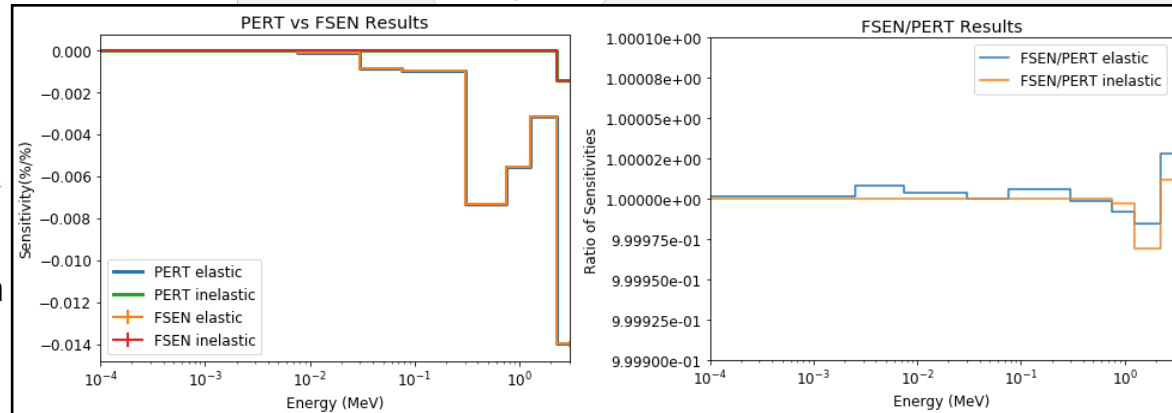 PERT vs FSEN Results
0.000
−0.002
−0.004
−0.006
−0.008
−0.010
−0.012
−0.014
Sensitivity(%/%)
PERT elastic
PERT inelastic
FSEN elastic
FSEN inelastic
10⁻⁴
10⁻³
10⁻²
10⁻¹
10⁰
Energy (MeV)
FSEN/PERT Results
1.00010e+00
1.00008e+00
1.00005e+00
1.00002e+00
1.00000e+00
9.99975e-01
9.99950e-01
9.99925e-01
9.99900e-01
Ratio of Sensitivities
FSEN/PERT elastic
FSEN/PERT inelastic
10⁻⁴
10⁻³
10⁻²
10⁻¹
10⁰
Energy (MeV)